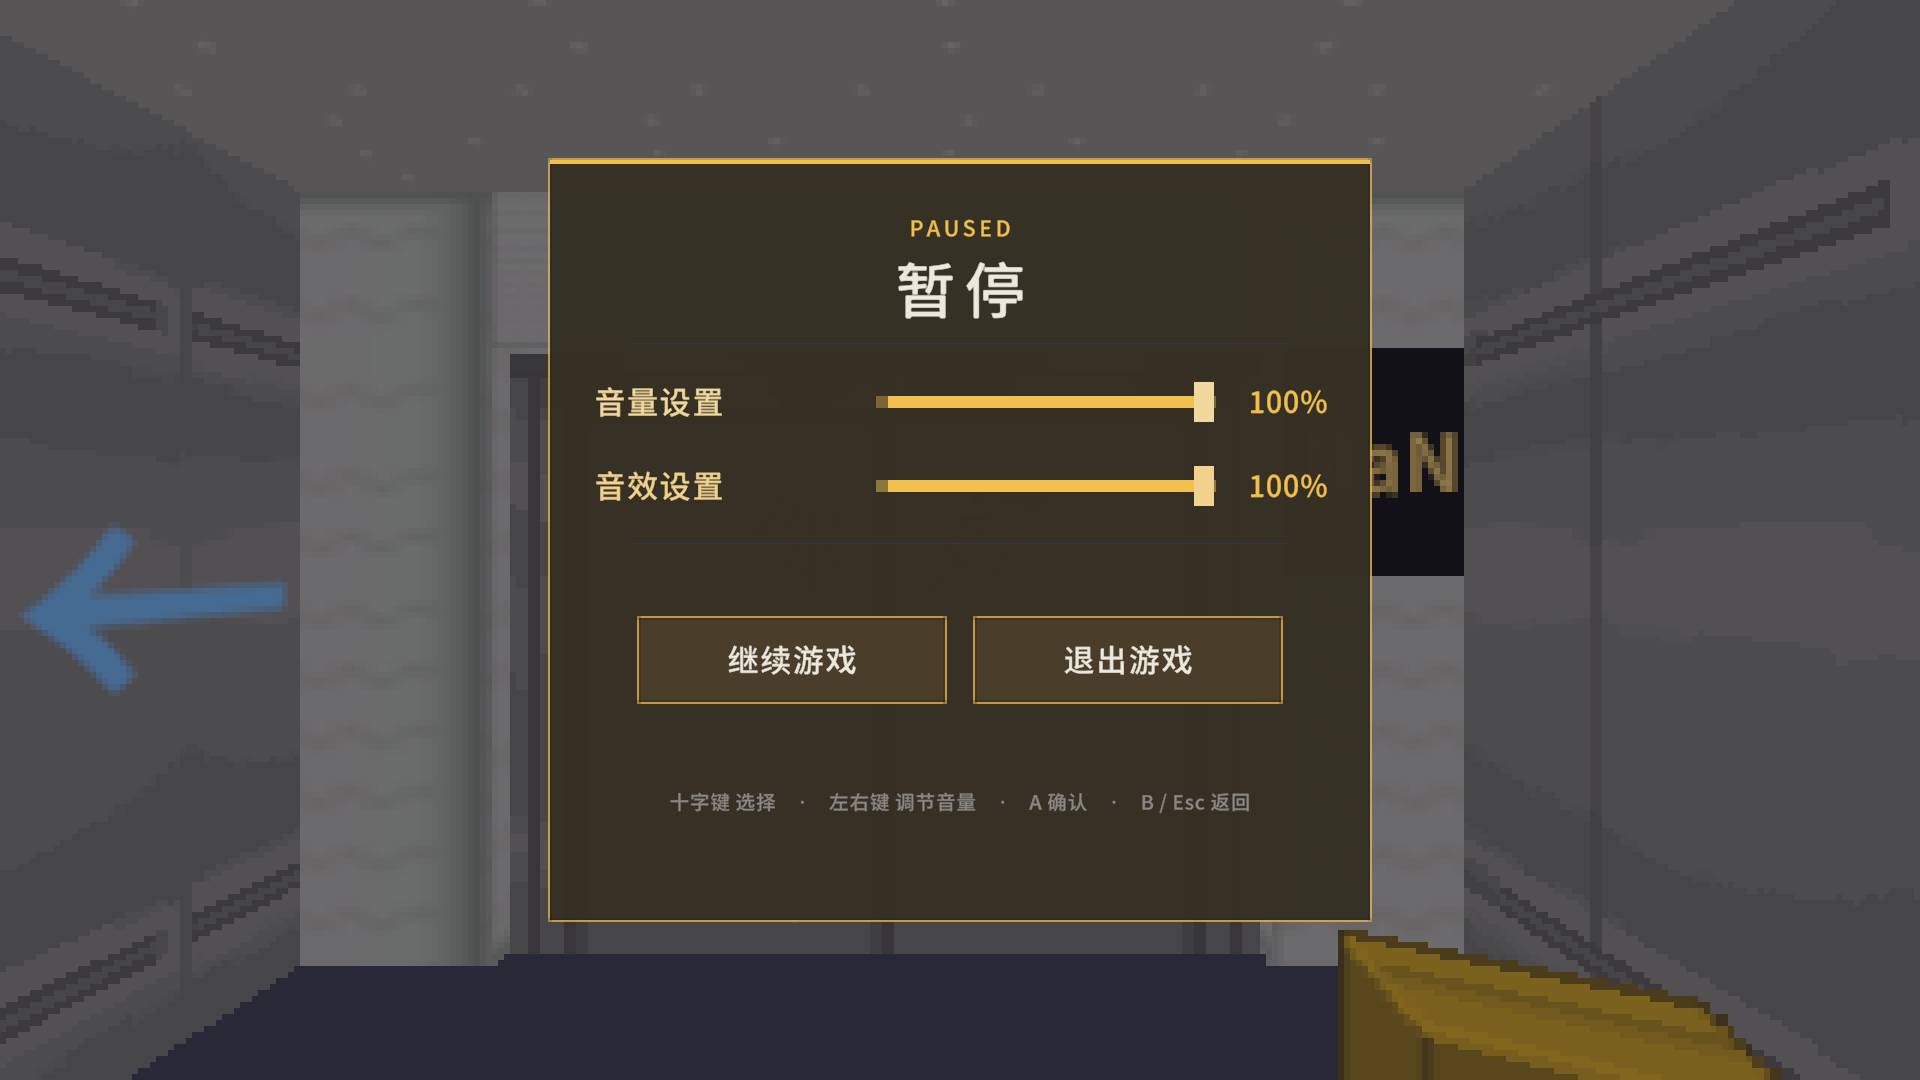 PAUSED
暂停
音量设置 100%
aN
音效设置 100%
继续游戏 退出游戏
十字键 选择 · 左右键 调节音量 · A 确认 · B / Esc 返回